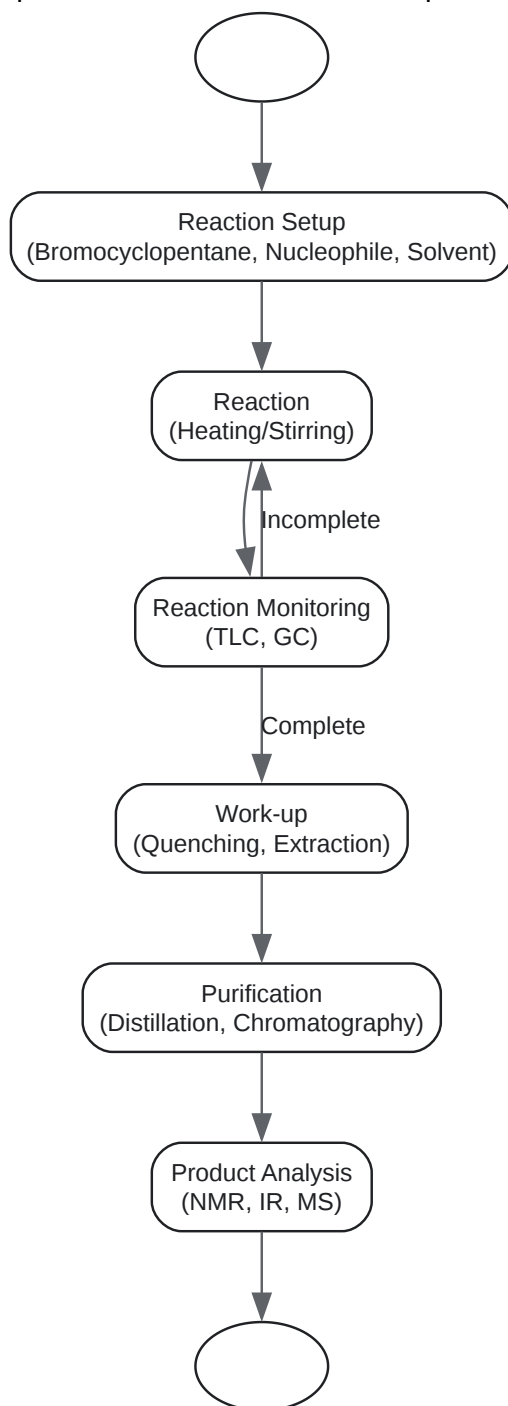 Reaction Setup
(Bromocyclopentane, Nucleophile, Solvent)
Reaction
(Heating/Stirring)
Incomplete
Reaction Monitoring
(TLC, GC)
Complete
Work-up
(Quenching, Extraction)
Purification
(Distillation, Chromatography)
Product Analysis
(NMR, IR, MS)